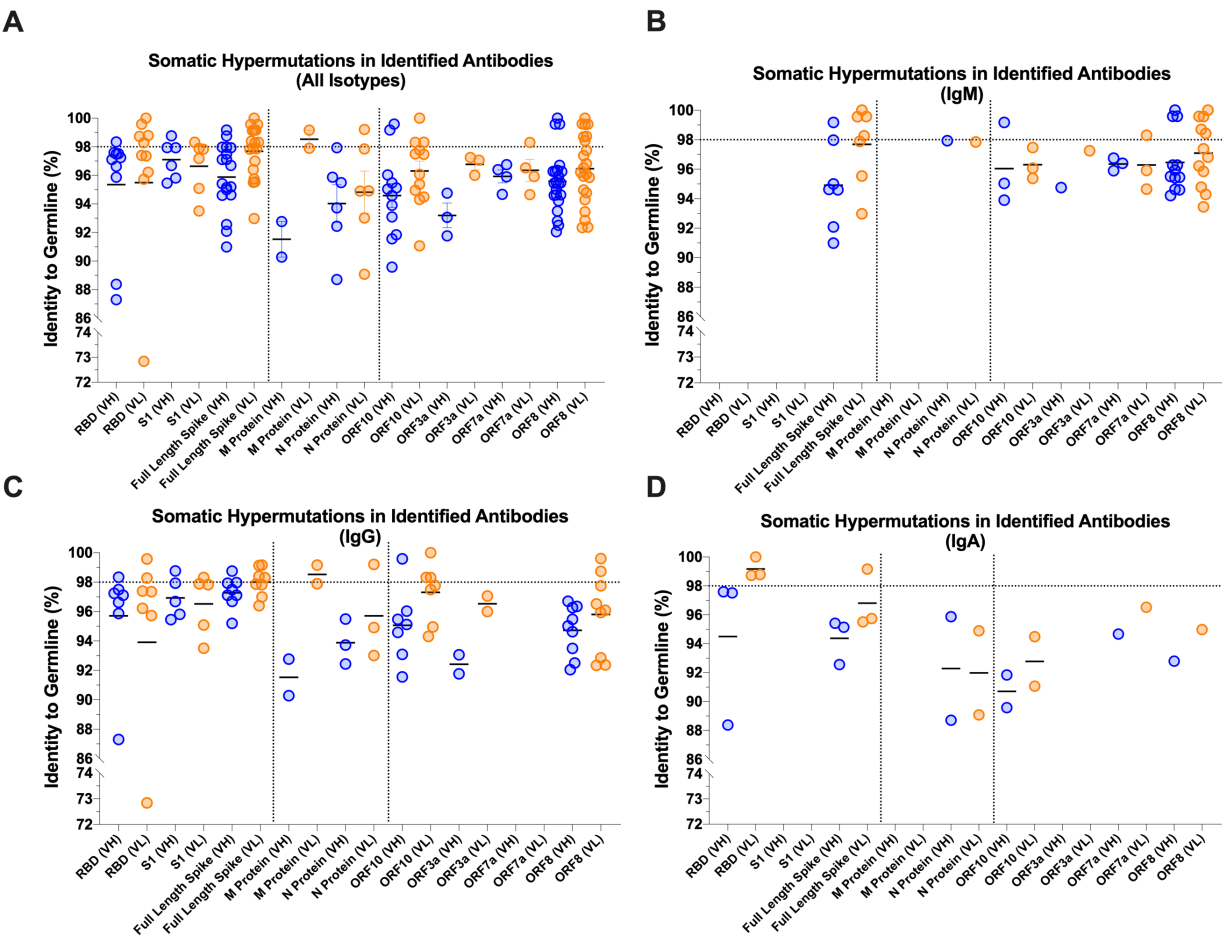 A
Somatic Hypermutations in Identified Antibodies
(All Isotypes)
Identity to Germline (%)
100
98
96
94
92
90
88
86
74
73
72
RBD (VH)
RBD (VL)
S1 (VH)
S1 (VL)
Full Length Spike (VH)
Full Length Spike (VL)
M Protein (VH)
M Protein (VL)
N Protein (VH)
N Protein (VL)
ORF10 (VH)
ORF10 (VL)
ORF3a (VH)
ORF3a (VL)
ORF7a (VH)
ORF7a (VL)
ORF8 (VH)
ORF8 (VL)
B
Somatic Hypermutations in Identified Antibodies
(IgM)
Identity to Germline (%)
100
98
96
94
92
90
88
86
74
73
72
RBD (VH)
RBD (VL)
S1 (VH)
S1 (VL)
Full Length Spike (VH)
Full Length Spike (VL)
M Protein (VH)
M Protein (VL)
N Protein (VH)
N Protein (VL)
ORF10 (VH)
ORF10 (VL)
ORF3a (VH)
ORF3a (VL)
ORF7a (VH)
ORF7a (VL)
ORF8 (VH)
ORF8 (VL)
C
Somatic Hypermutations in Identified Antibodies
(IgG)
Identity to Germline (%)
100
98
96
94
92
90
88
86
74
73
72
RBD (VH)
RBD (VL)
S1 (VH)
S1 (VL)
Full Length Spike (VH)
Full Length Spike (VL)
M Protein (VH)
M Protein (VL)
N Protein (VH)
N Protein (VL)
ORF10 (VH)
ORF10 (VL)
ORF3a (VH)
ORF3a (VL)
ORF7a (VH)
ORF7a (VL)
ORF8 (VH)
ORF8 (VL)
D
Somatic Hypermutations in Identified Antibodies
(IgA)
Identity to Germline (%)
100
98
96
94
92
90
88
86
74
73
72
RBD (VH)
RBD (VL)
S1 (VH)
S1 (VL)
Full Length Spike (VH)
Full Length Spike (VL)
M Protein (VH)
M Protein (VL)
N Protein (VH)
N Protein (VL)
ORF10 (VH)
ORF10 (VL)
ORF3a (VH)
ORF3a (VL)
ORF7a (VH)
ORF7a (VL)
ORF8 (VH)
ORF8 (VL)